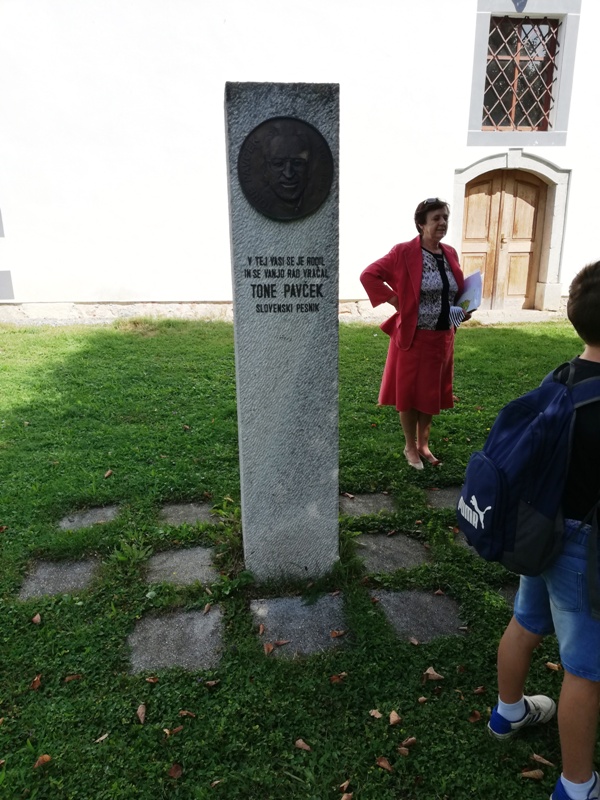 V TEJ VASI SE JE RODIL
IN SE VANJO RAD VRAČAL
TONE PAVČEK
SLOVENSKI PESNIK
PUMA